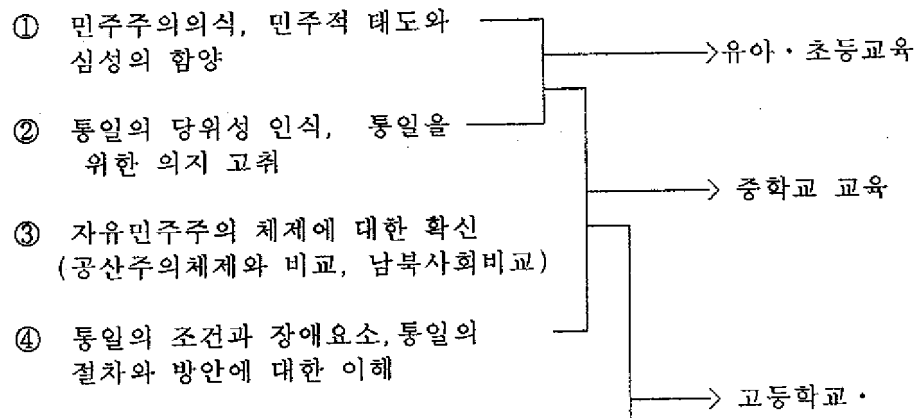 ① 민주주의의식, 민주적 태도와
심성의 함양
→유아・초등교육
② 통일의 당위성 인식, 통일을
위한 의지 고취
→ 중학교 교육
③ 자유민주주의 체제에 대한 확신
(공산주의체제와 비교, 남북사회비교)
④ 통일의 조건과 장애요소,통일의
절차와 방안에 대한 이해
→ 고등학교・